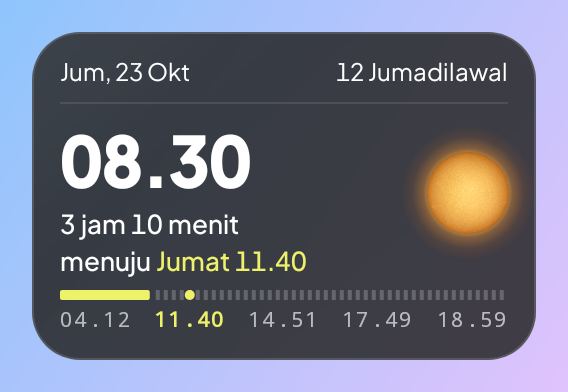 Jum, 23 Okt 12 Jumadilawal
08.30
3 jam 10 menit
menuju Jumat 11.40
04.12 11.40 14.51 17.49 18.59